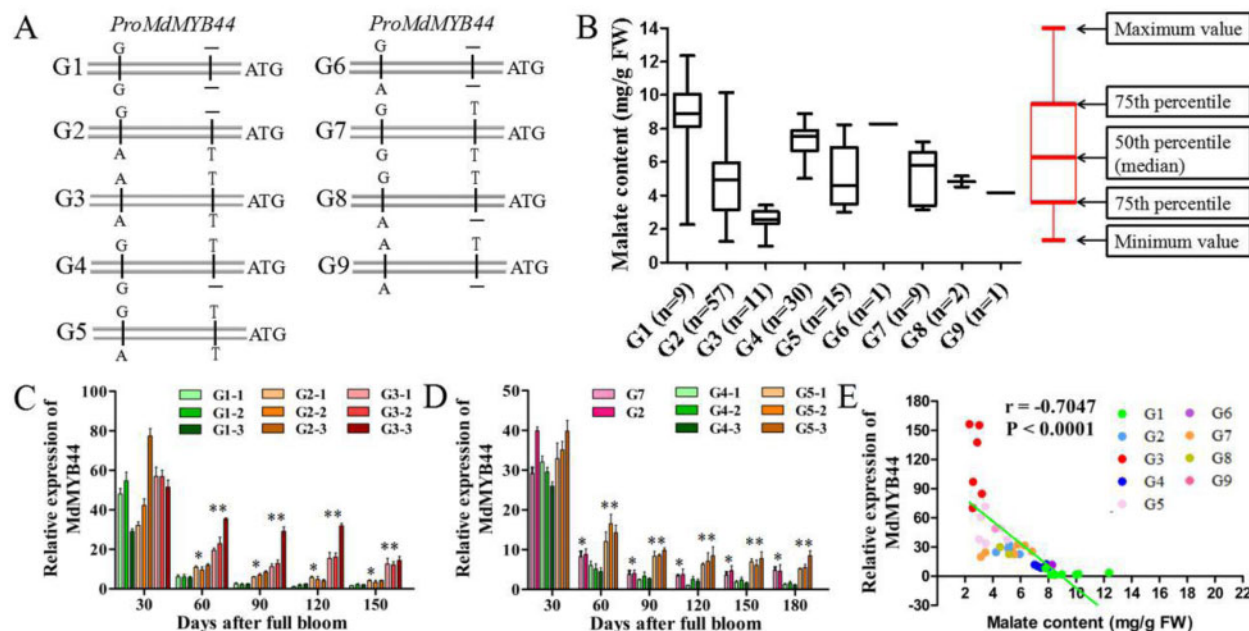 A
ProMdMYB44
G —
G1 ATG
G —
G —
G2 ATG
A T
A T
G3 ATG
A T
G T
G4 ATG
G —
G T
G5 ATG
A T
ProMdMYB44
G —
G6 ATG
A —
G T
G7 ATG
G T
G T
G8 ATG
A —
A T
G9 ATG
A —
B
Malate content (mg/g FW)
14
12
10
8
6
4
2
0
G1 (n=9)
G2 (n=57)
G3 (n=11)
G4 (n=30)
G5 (n=15)
G6 (n=1)
G7 (n=9)
G8 (n=2)
G9 (n=1)
Maximum value
75th percentile
50th percentile
(median)
75th percentile
Minimum value
C
Relative expression of
MdMYB44
100
80
60
40
20
0
G1-1 G2-1 G3-1
G1-2 G2-2 G3-2
G1-3 G2-3 G3-3
* ** * ** * ** * **
30 60 90 120 150
Days after full bloom
D
Relative expression of
MdMYB44
50
40
30
20
10
0
G7 G4-1 G5-1
G2 G4-2 G5-2
G4-3 G5-3
* ** * ** * ** * ** * **
30 60 90 120 150 180
Days after full bloom
E
Relative expression of
MdMYB44
180
150
120
90
60
30
0
-30
r = -0.7047
P < 0.0001
G1 G6
G2 G7
G3 G8
G4 G9
G5
2 4 6 8 10 12 14 16 18 20 22
Malate content (mg/g FW)